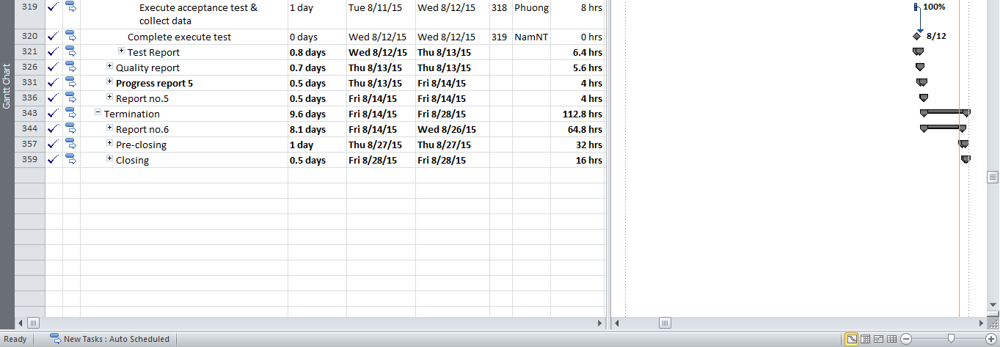 319 Execute acceptance test & 1 day Tue 8/11/15 Wed 8/12/15 318 Phuong 8 hrs 100%
collect data
320 Complete execute test 0 days Wed 8/12/15 Wed 8/12/15 319 NamNT 0 hrs 8/12
321 Test Report 0.8 days Wed 8/12/15 Thu 8/13/15 6.4 hrs
326 Quality report 0.7 days Thu 8/13/15 Thu 8/13/15 5.6 hrs
331 Progress report 5 0.5 days Thu 8/13/15 Fri 8/14/15 4 hrs
336 Report no.5 0.5 days Fri 8/14/15 Fri 8/14/15 4 hrs
343 Termination 9.6 days Fri 8/14/15 Fri 8/28/15 112.8 hrs
344 Report no.6 8.1 days Fri 8/14/15 Wed 8/26/15 64.8 hrs
357 Pre-closing 1 day Thu 8/27/15 Thu 8/27/15 32 hrs
359 Closing 0.5 days Fri 8/28/15 Fri 8/28/15 16 hrs
Gantt Chart
Ready New Tasks : Auto Scheduled